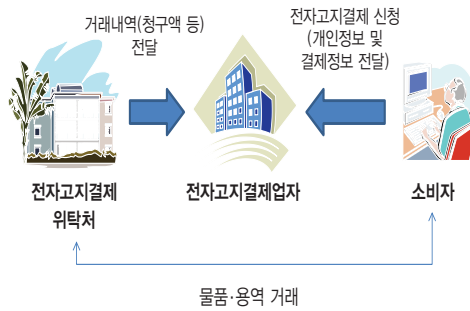 거래내역(청구액 등)
전달
전자고지결제 신청
(개인정보 및
결제정보 전달)
전자고지결제
위탁처
전자고지결제업자
소비자
물품·용역 거래